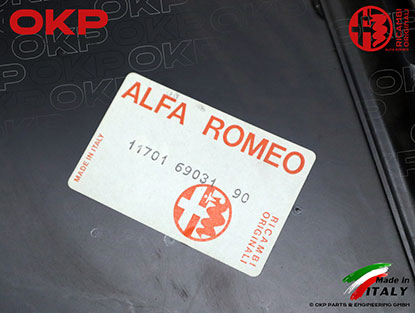 OKP
RICAMBI
ORIGINALI
ALFA ROMEO
MADE IN ITALY
11701 69031 90
RICAMBI
ORIGINALI
Made in
ITALY
© OKP PARTS & ENGINEERING GMBH